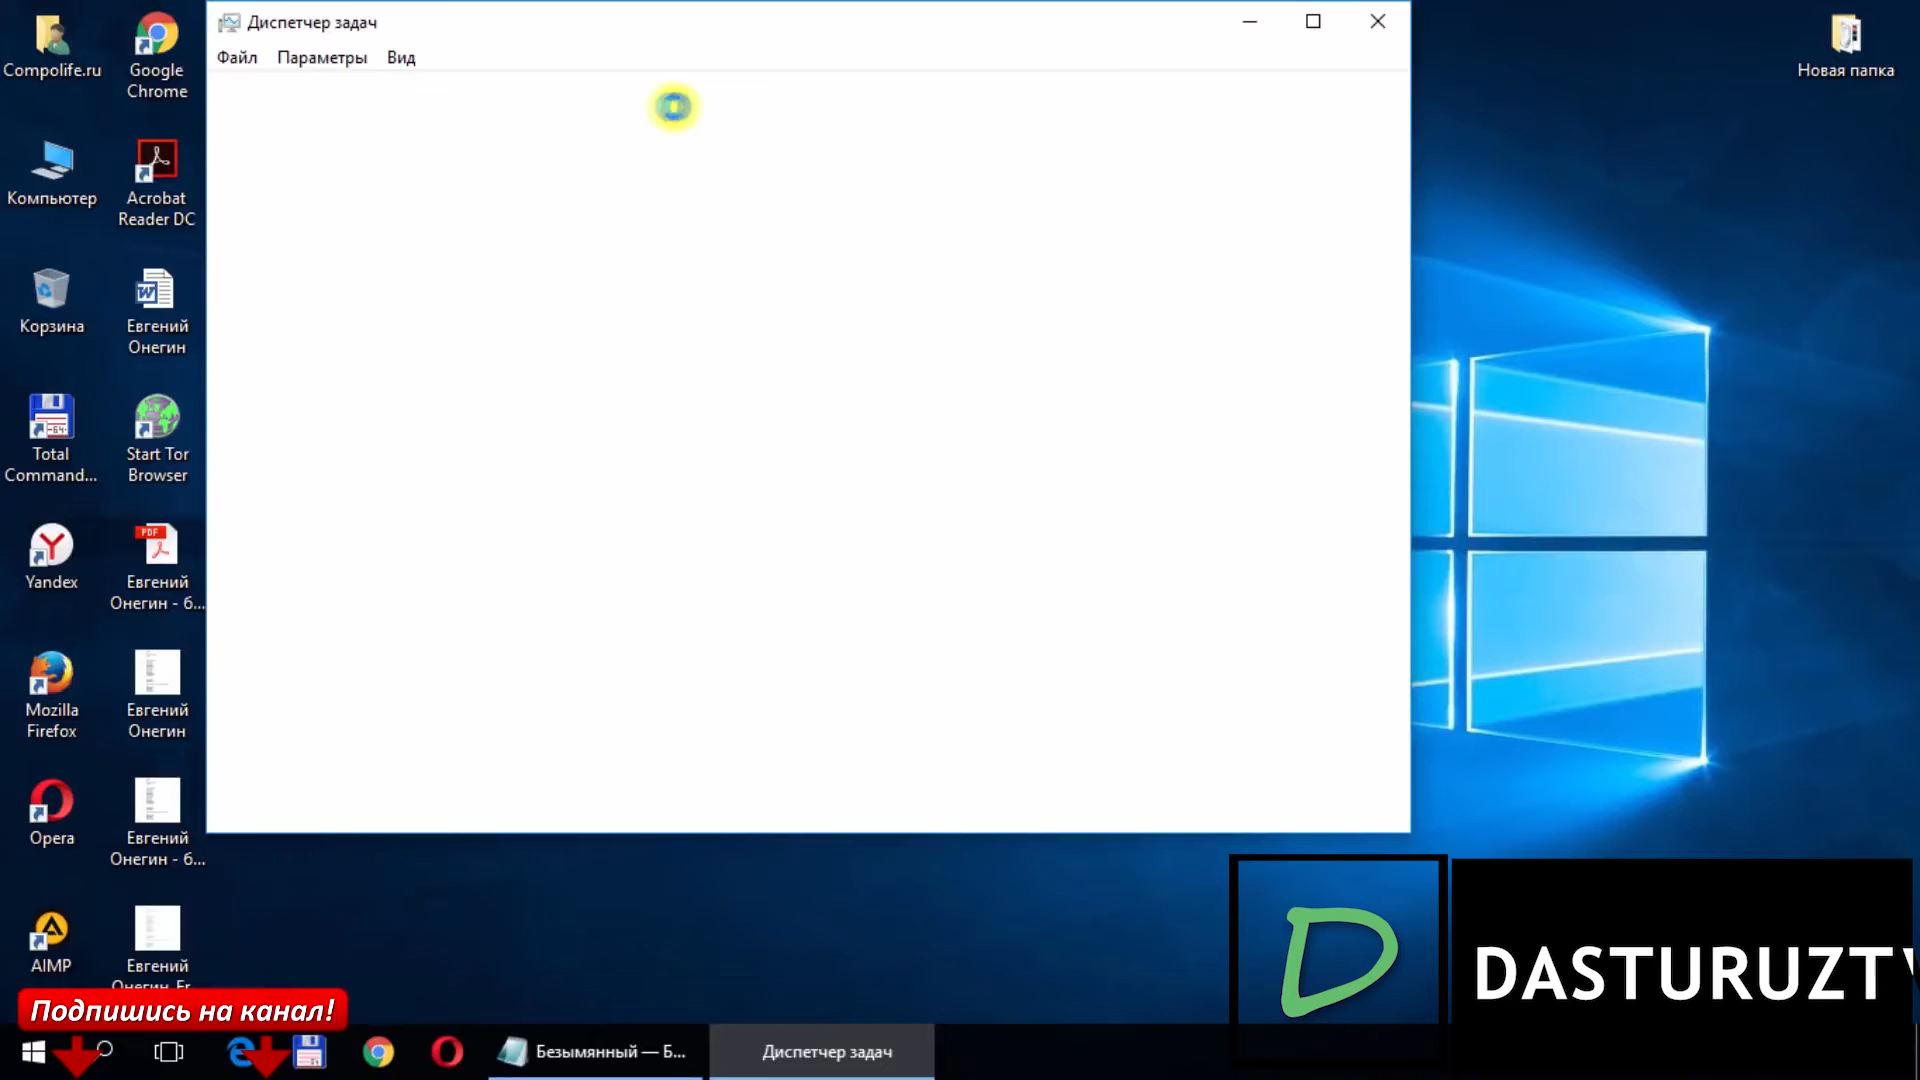 Диспетчер задач
Файл Параметры Вид
Compolife.ru
Google
Chrome
Компьютер
Acrobat
Reader DC
Корзина
Евгений
Онегин
Total
Command...
Start Tor
Browser
Yandex
PDF
Евгений
Онегин - б...
Mozilla
Firefox
Евгений
Онегин
Opera
Евгений
Онегин - б...
AIMP
Евгений
Новая папка
Подпишись на канал!
Безымянный — Б...
Диспетчер задач
D
DASTURUZT